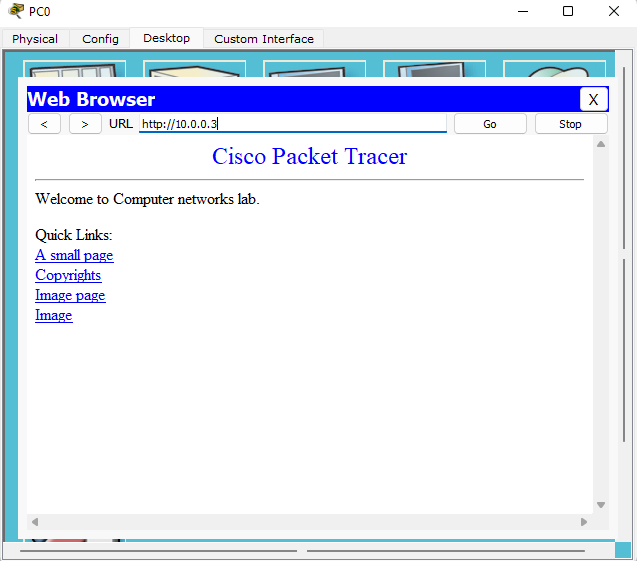 PC0
Physical Config Desktop Custom Interface
Web Browser X
< > URL http://10.0.0.3 Go Stop
Cisco Packet Tracer
Welcome to Computer networks lab.
Quick Links:
A small page
Copyrights
Image page
Image